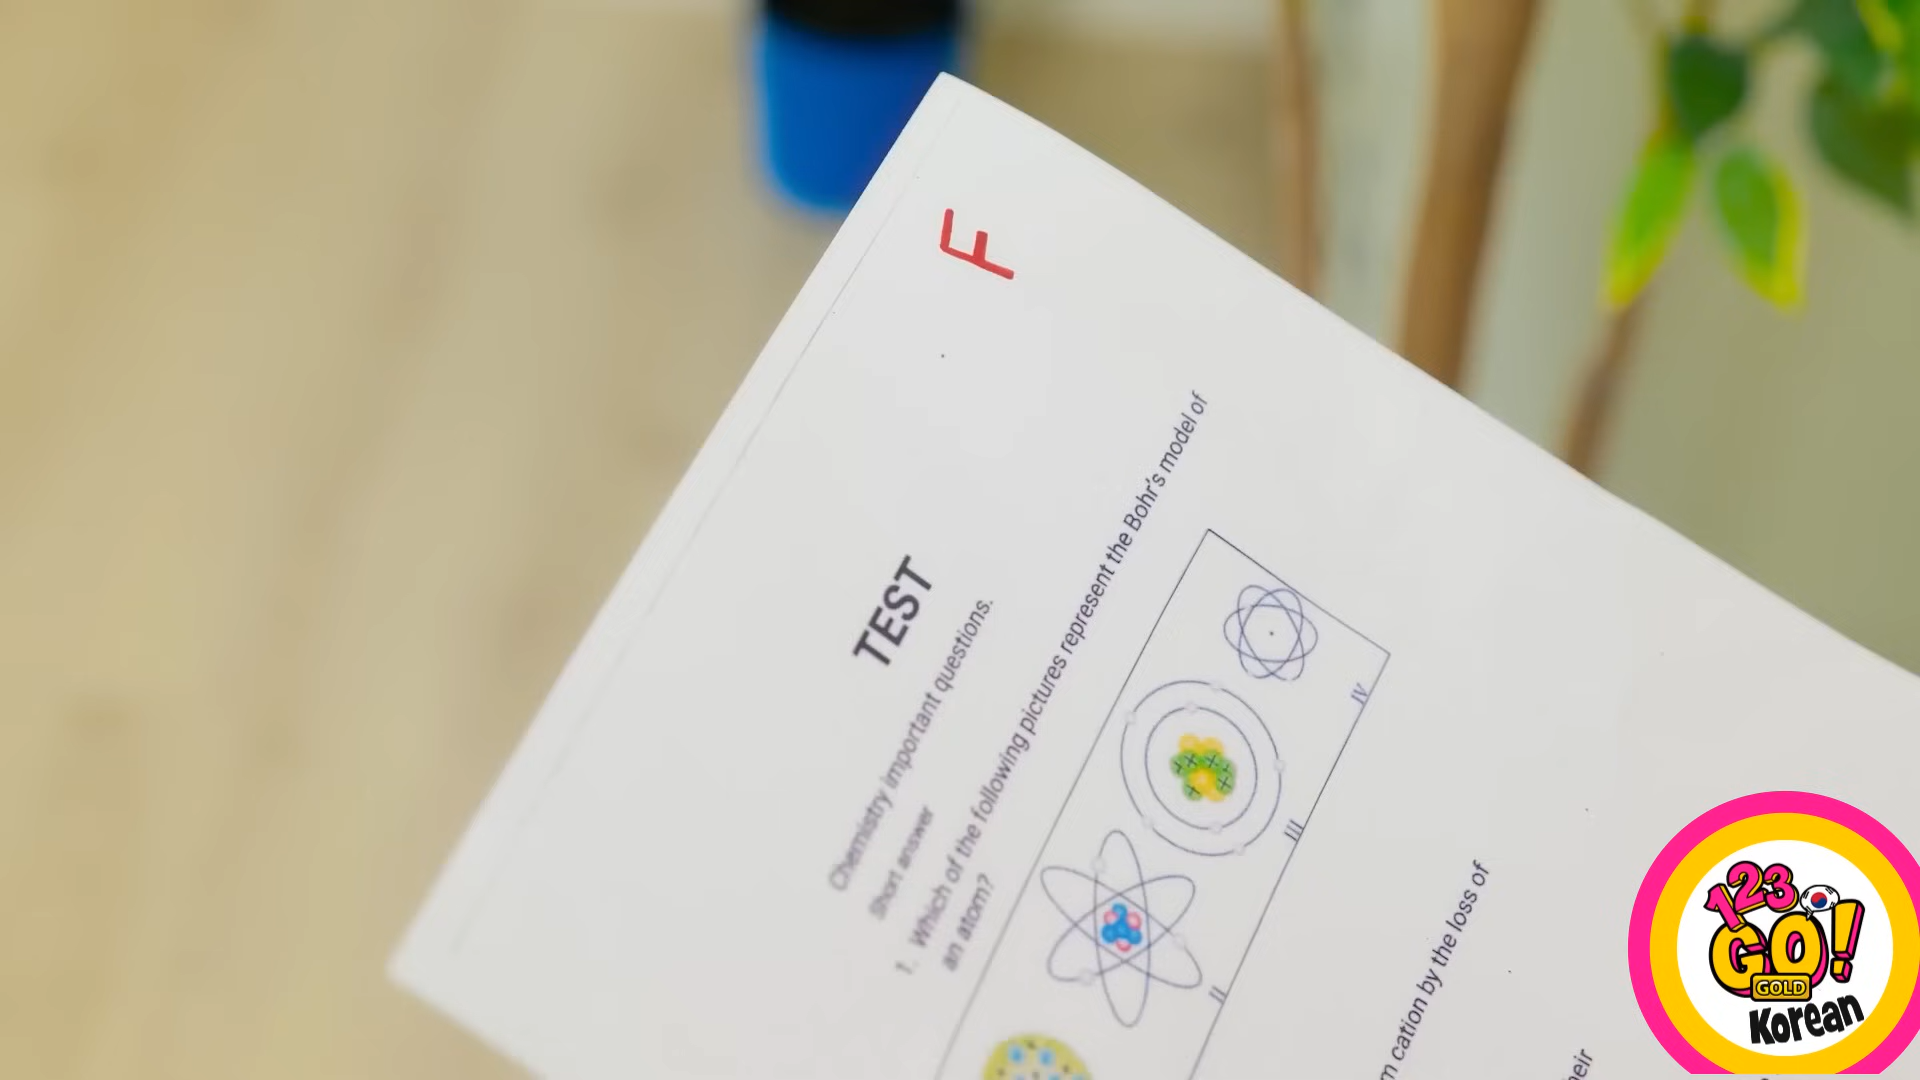 F
TEST
Chemistry important questions.
Short answer
1. Which of the following pictures represent the Bohr's model of
an atom?
II
III
IV
cation by the loss of
123
GO!
GOLD
Korean